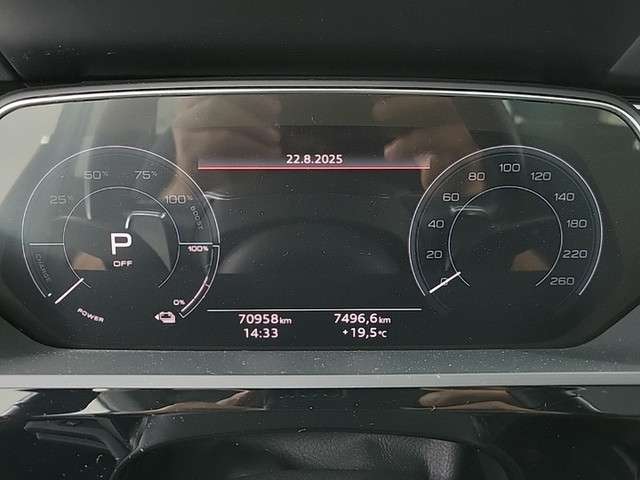 22.8.2025
25% 50% 75% 100%
BOOST
CHARGE
P
OFF
POWER
100%
0%
0 20 40 60 80 100 120 140 160 180 220 260
70958km 7496,6km
14:33 +19,5°C